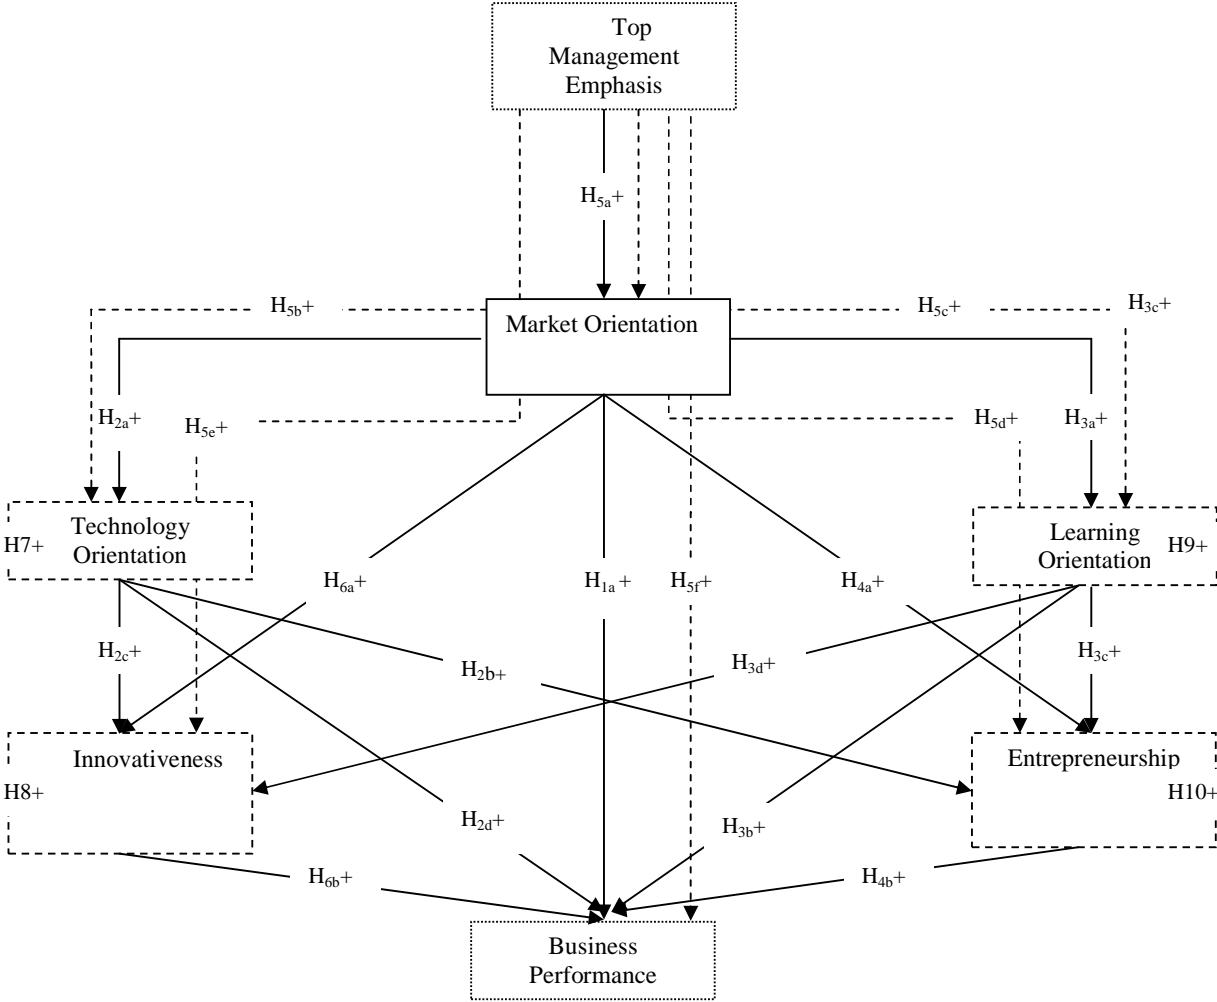 Top
Management
Emphasis
H5a+
H5b+
H5c+
H3c+
Market Orientation
H2a+
H5e+
H5d+
H3a+
Technology
Orientation
H7+
Learning
Orientation
H9+
H6a+
H1a +
H5f+
H4a+
H2c+
H2b+
H3d+
H3c+
Innovativeness
H8+
Entrepreneurship
H10+
H2d+
H3b+
H6b+
H4b+
Business
Performance